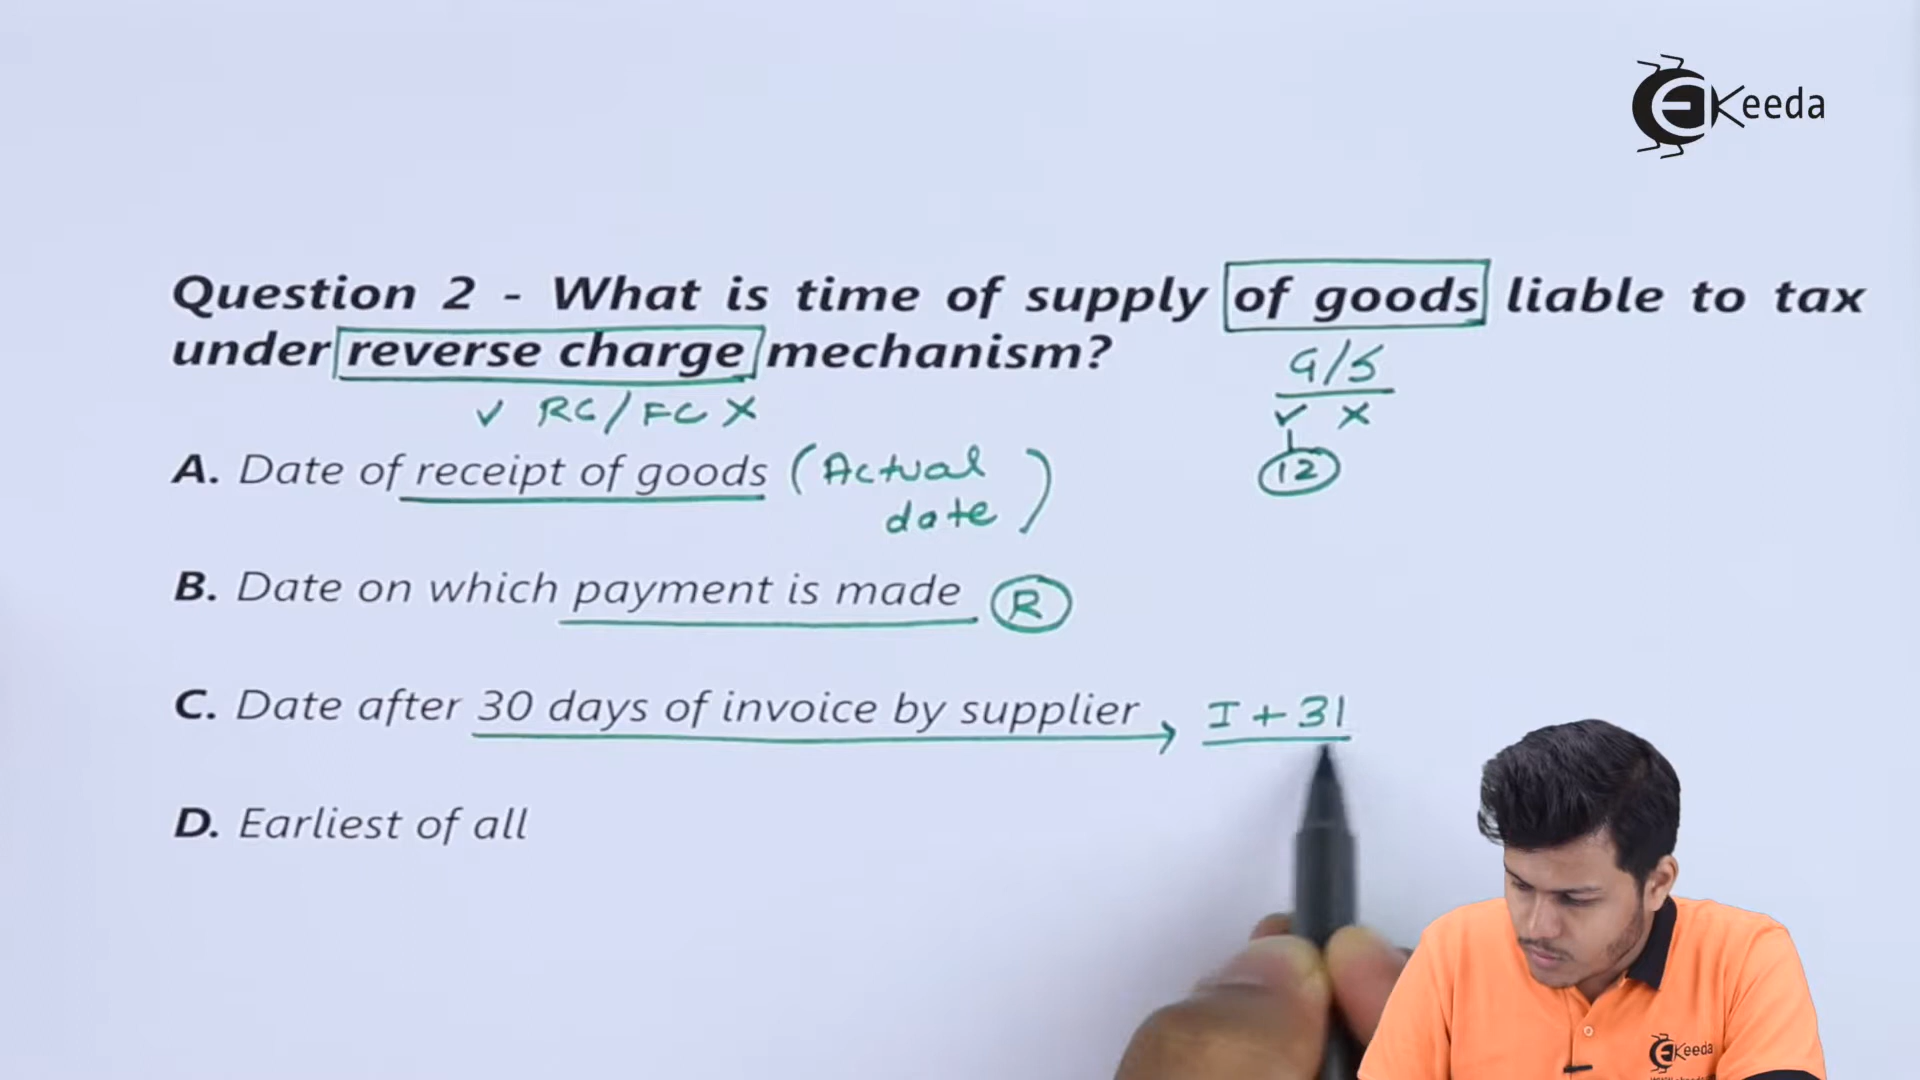 Keeda
Question 2 - What is time of supply of goods liable to tax
under reverse charge mechanism?
G/S
✓ RC/FC X
✓ X
12
A. Date of receipt of goods (Actual
date)
B. Date on which payment is made R
C. Date after 30 days of invoice by supplier → I + 31
D. Earliest of all
Keeda